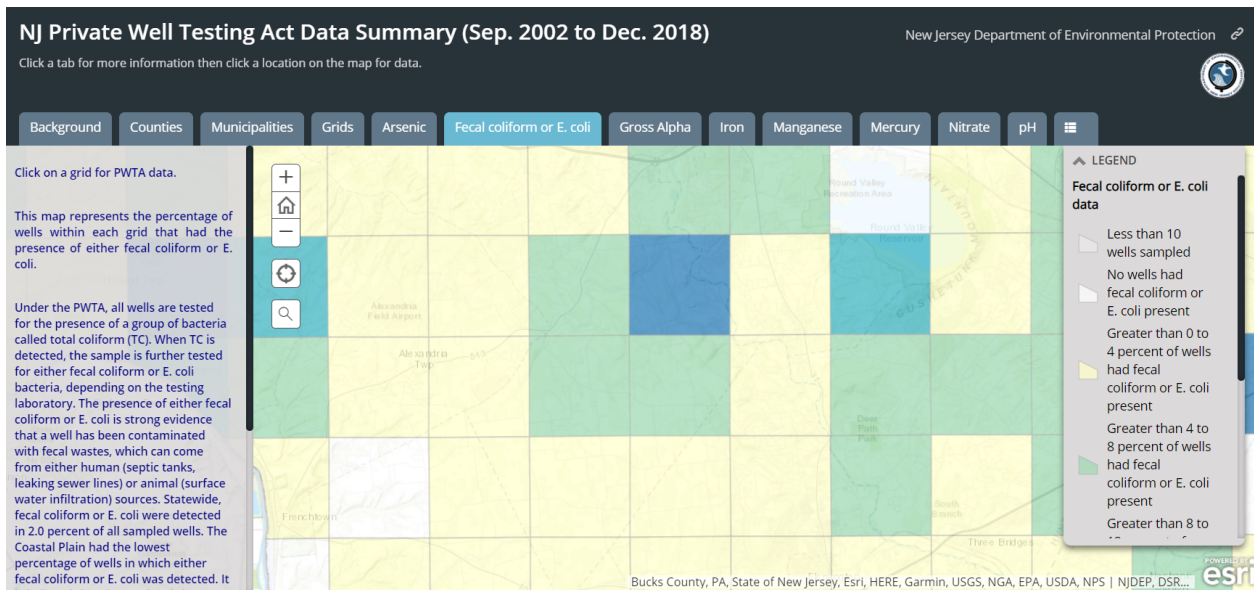 NJ Private Well Testing Act Data Summary (Sep. 2002 to Dec. 2018)
New Jersey Department of Environmental Protection
Click a tab for more information then click a location on the map for data.
Background Counties Municipalities Grids Arsenic Fecal coliform or E. coli Gross Alpha Iron Manganese Mercury Nitrate pH
Click on a grid for PWTA data.
This map represents the percentage of
wells within each grid that had the
presence of either fecal coliform or E.
coli.
Under the PWTA, all wells are tested
for the presence of a group of bacteria
called total coliform (TC). When TC is
detected, the sample is further tested
for either fecal coliform or E. coli
bacteria, depending on the testing
laboratory. The presence of either fecal
coliform or E. coli is strong evidence
that a well has been contaminated
with fecal wastes, which can come
from either human (septic tanks,
leaking sewer lines) or animal (surface
water infiltration) sources. Statewide,
fecal coliform or E. coli were detected
in 2.0 percent of all sampled wells. The
Coastal Plain had the lowest
percentage of wells in which either
fecal coliform or E. coli was detected. It
Round Valley
Recreation Area
Round Valley
Reservoir
CUSHETUNK
MOUNTAIN
Alexandria
Field Airport
Alexandria
Twp
513
Deer
Path
Park
Frenchtown
South
Branch
Three Bridges
LEGEND
Fecal coliform or E. coli
data
Less than 10
wells sampled
No wells had
fecal coliform or
E. coli present
Greater than 0 to
4 percent of wells
had fecal
coliform or E. coli
present
Greater than 4 to
8 percent of wells
had fecal
coliform or E. coli
present
Greater than 8 to
Bucks County, PA, State of New Jersey, Esri, HERE, Garmin, USGS, NGA, EPA, USDA, NPS | NJDEP, DSR...
POWERED BY
esri